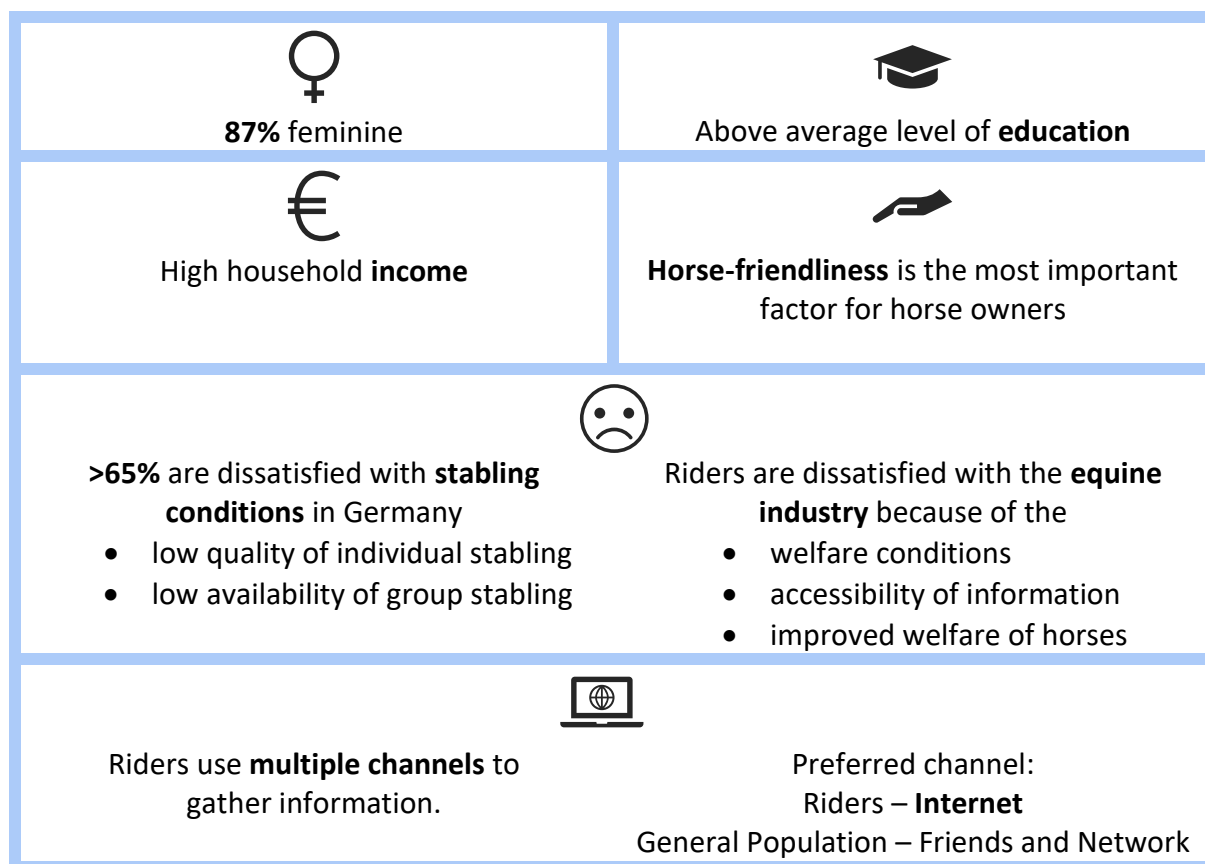 87% feminine
Above average level of education
High household income
Horse-friendliness is the most important
factor for horse owners
>65% are dissatisfied with stabling
conditions in Germany
• low quality of individual stabling
• low availability of group stabling
Riders are dissatisfied with the equine
industry because of the
• welfare conditions
• accessibility of information
• improved welfare of horses
Riders use multiple channels to
gather information.
Preferred channel:
Riders – Internet
General Population – Friends and Network